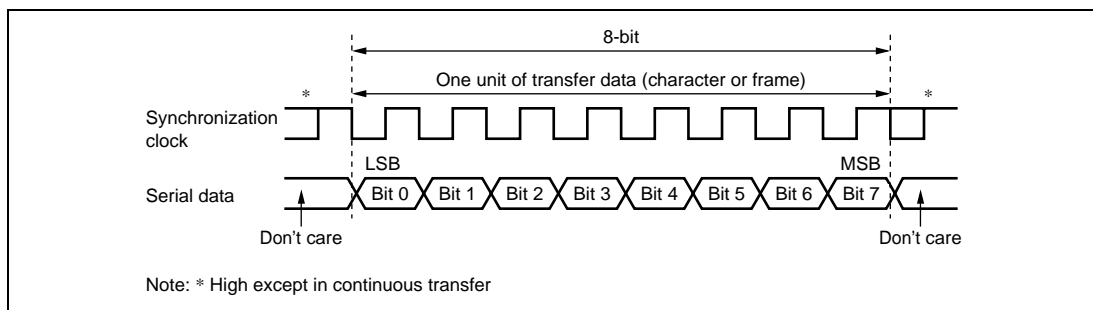 8-bit
One unit of transfer data (character or frame)
*
*
Synchronization
clock
LSB
MSB
Serial data
Bit 0
Bit 1
Bit 2
Bit 3
Bit 4
Bit 5
Bit 6
Bit 7
Don't care
Don't care
Note: * High except in continuous transfer